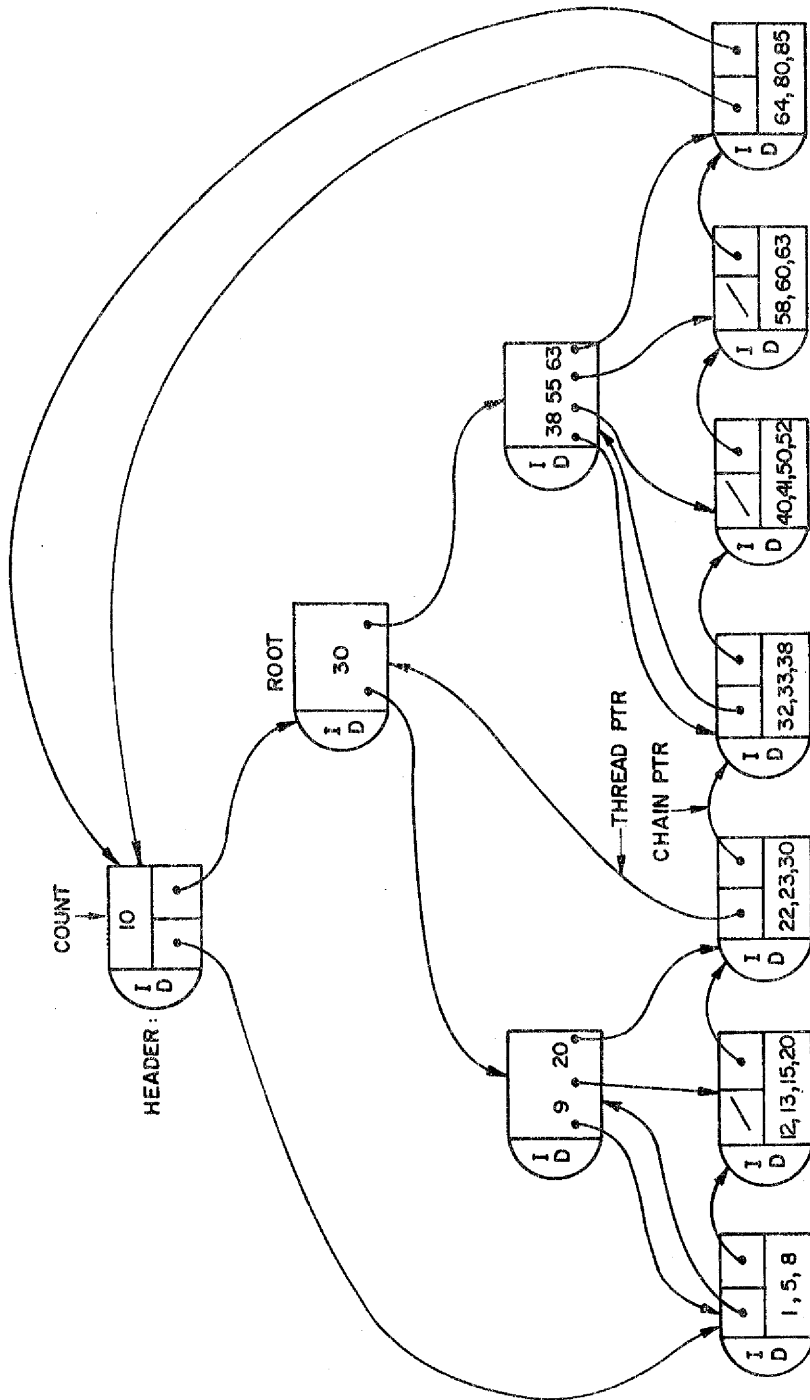 COUNT
HEADER:
I D
10
ROOT
I D
30
I D
9 20
I D
38 55 63
THREAD PTR
CHAIN PTR
I D
1, 5, 8
I D
12, 13, 15, 20
I D
22, 23, 30
I D
32, 33, 38
I D
40, 41, 50, 52
I D
58, 60, 63
I D
64, 80, 85